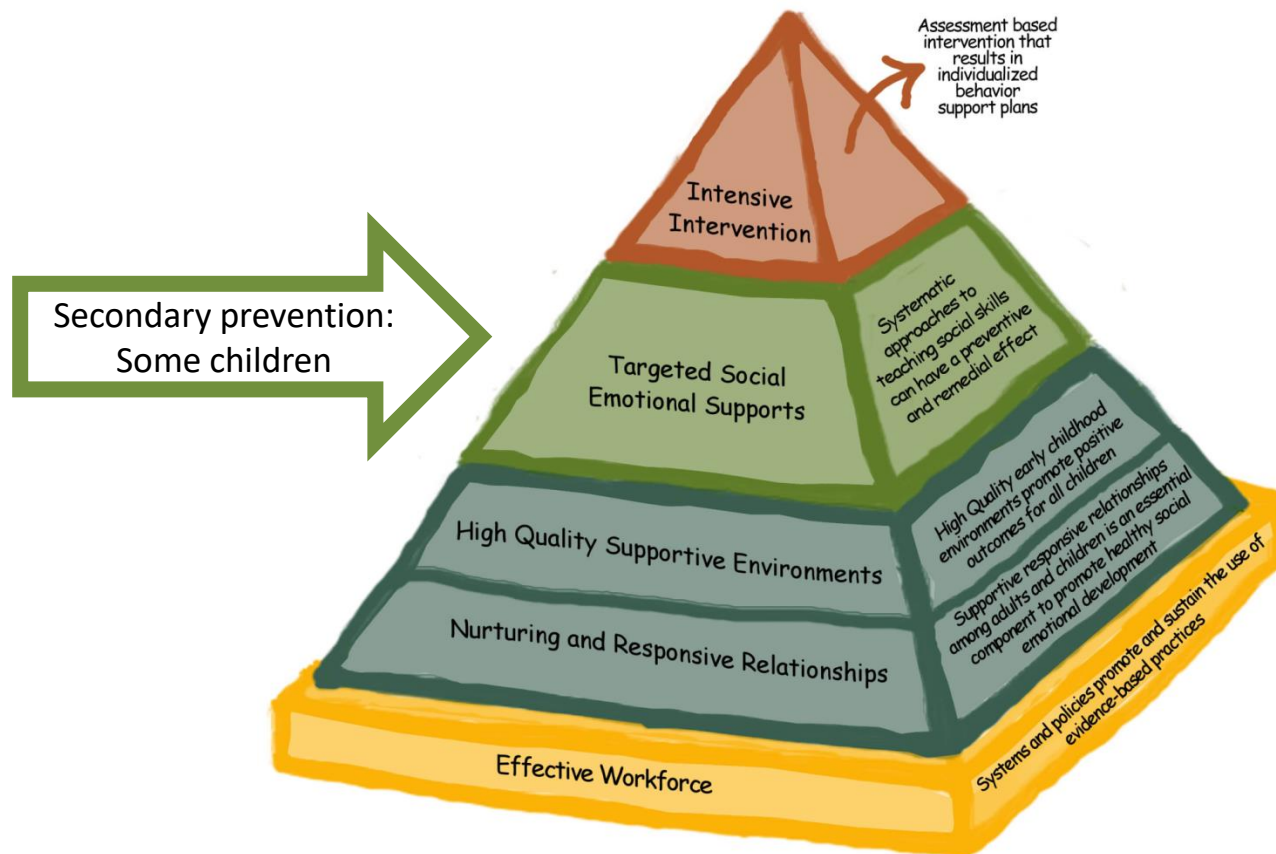 Assessment based
intervention that
results in
individualized
behavior
support plans
Intensive
Intervention
Secondary prevention:
Some children
Systematic
approaches to
teaching social skills
can have a preventive
and remedial effect
Targeted Social
Emotional Supports
High Quality early childhood
environments promote positive
outcomes for all children
High Quality Supportive Environments
Supportive responsive relationships
among adults and children is an essential
component to promote healthy social
emotional development
Nurturing and Responsive Relationships
Systems and policies promote and sustain the use of
evidence-based practices
Effective Workforce